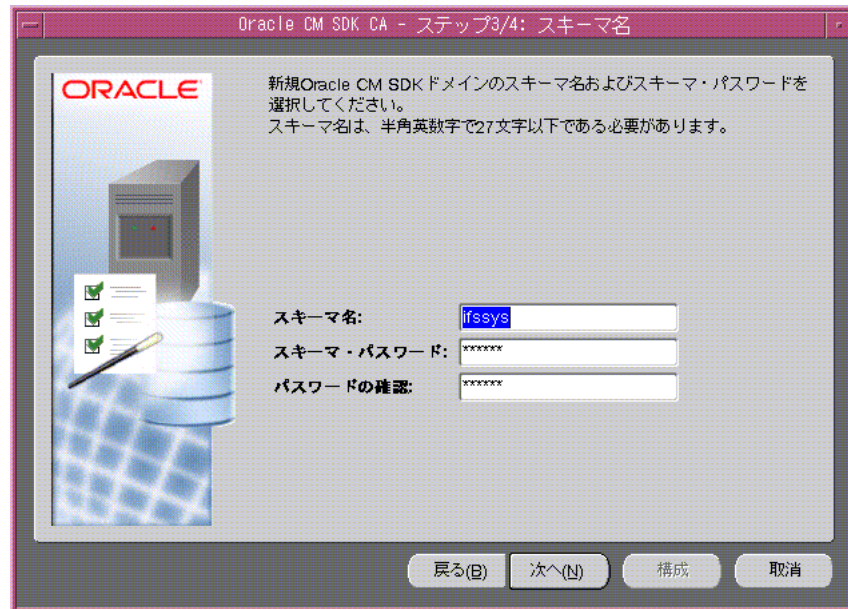 Oracle CM SDK CA - ステップ3/4: スキーマ名
ORACLE
新規Oracle CM SDKドメインのスキーマ名およびスキーマ・パスワードを
選択してください。
スキーマ名は、半角英数字で27文字以下である必要があります。
スキーマ名: ifssys
スキーマ・パスワード: ******
パスワードの確認: ******
戻る(B) 次へ(N) 構成 取消